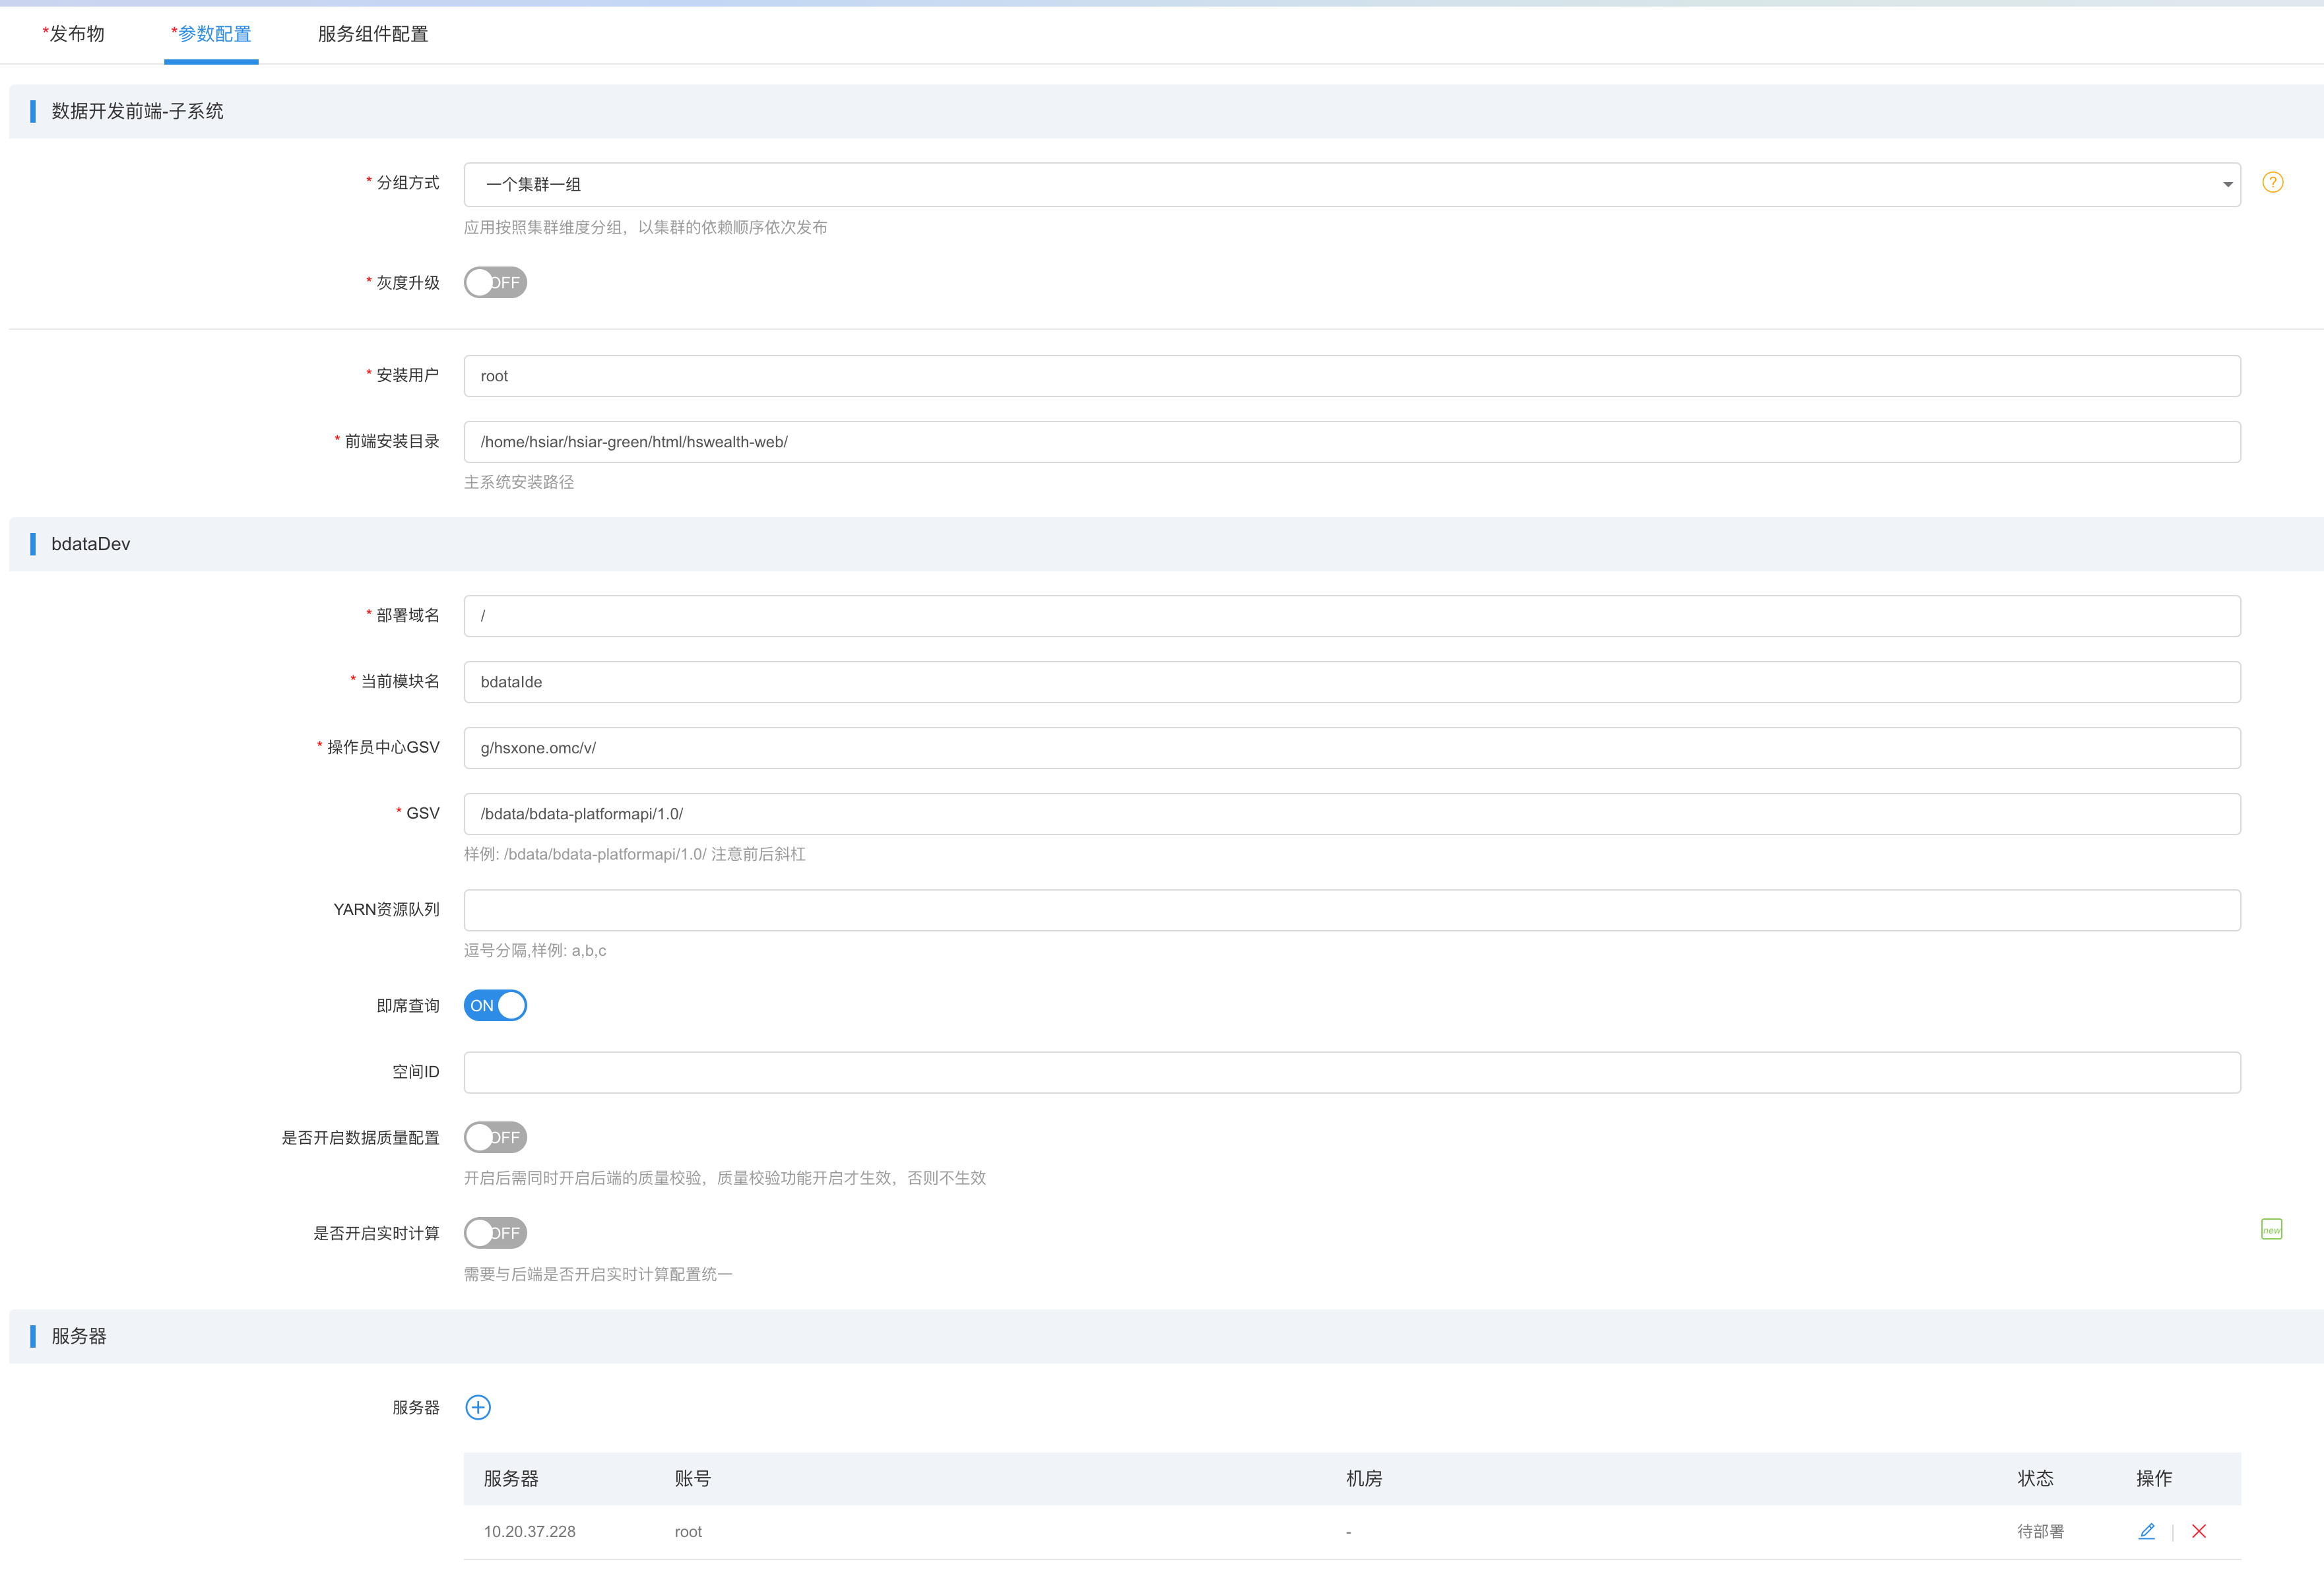 *发布物 *参数配置 服务组件配置
数据开发前端-子系统
* 分组方式 一个集群一组 ?
应用按照集群维度分组，以集群的依赖顺序依次发布
* 灰度升级 OFF
* 安装用户 root
* 前端安装目录 /home/hsiar/hsiar-green/html/hswealth-web/
主系统安装路径
bdataDev
* 部署域名 /
* 当前模块名 bdataIde
* 操作员中心GSV g/hsxone.omc/v/
* GSV /bdata/bdata-platformapi/1.0/
样例: /bdata/bdata-platformapi/1.0/ 注意前后斜杠
YARN资源队列
逗号分隔,样例: a,b,c
即席查询 ON
空间ID
是否开启数据质量配置 OFF
开启后需同时开启后端的质量校验，质量校验功能开启才生效，否则不生效
是否开启实时计算 OFF new
需要与后端是否开启实时计算配置统一
服务器
服务器
服务器 账号 机房 状态 操作
10.20.37.228 root - 待部署